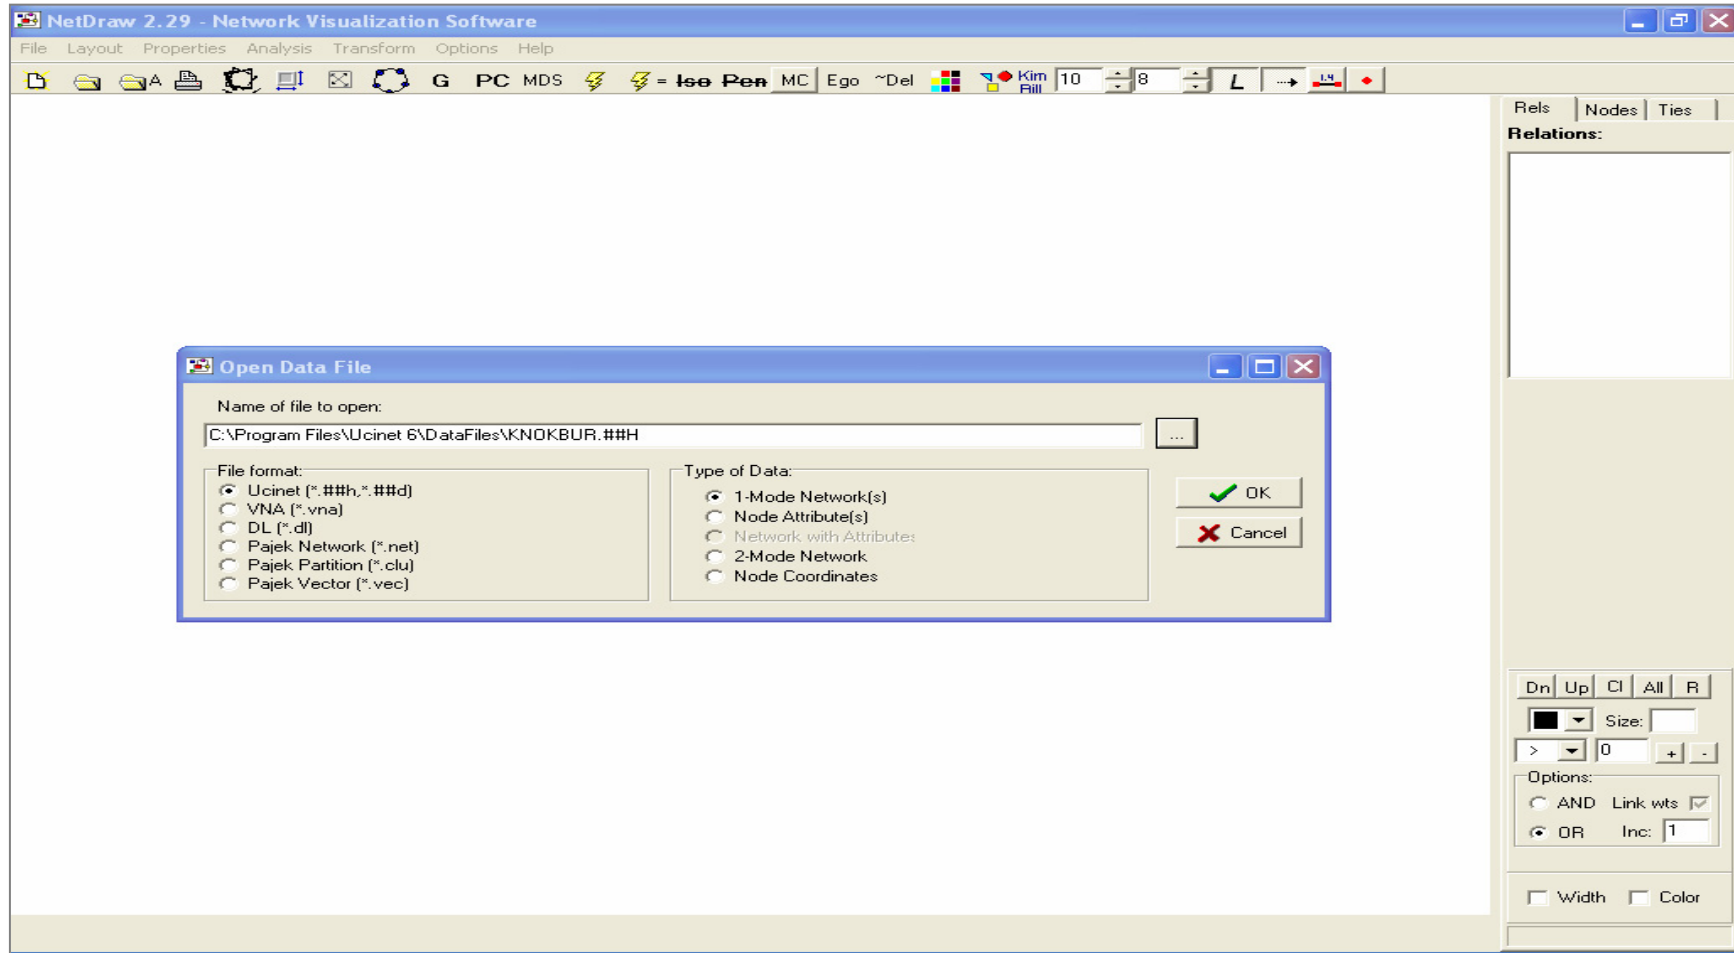 NetDraw 2.29 - Network Visualization Software
File Layout Properties Analysis Transform Options Help
A G PC MDS = Iso Pen MC Ego ~Del Kim Bill 10 8 L 1.9
Rels Nodes Ties
Relations:
Open Data File
Name of file to open:
C:\Program Files\Ucinet 6\DataFiles\KNOKBUR.##H ...
File format:
Ucinet (*.##h,*.##d)
VNA (*.vna)
DL (*.dl)
Pajek Network (*.net)
Pajek Partition (*.clu)
Pajek Vector (*.vec)
Type of Data:
1-Mode Network(s)
Node Attribute(s)
Network with Attributes
2-Mode Network
Node Coordinates
OK
Cancel
Dn Up Cl All R
Size:
> 0 + -
Options:
AND Link wts
OR Inc: 1
Width Color